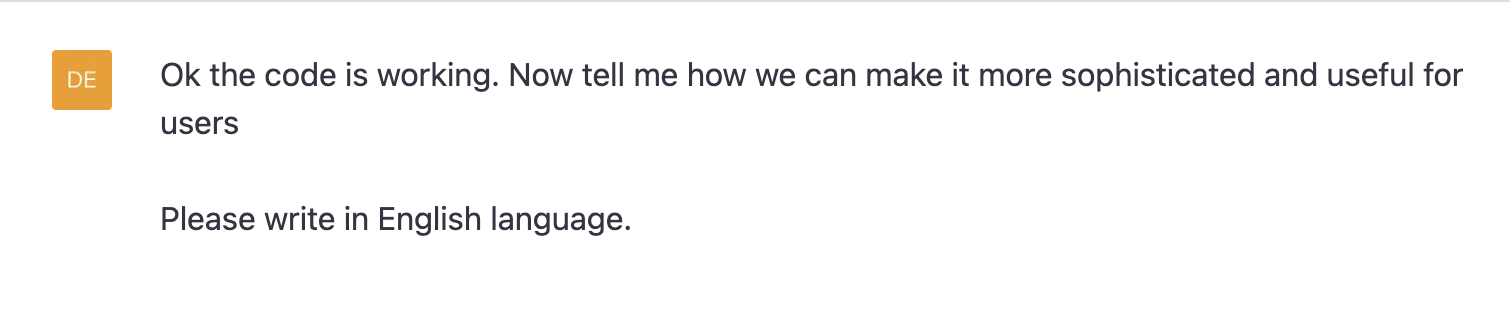 DE
Ok the code is working. Now tell me how we can make it more sophisticated and useful for
users
Please write in English language.